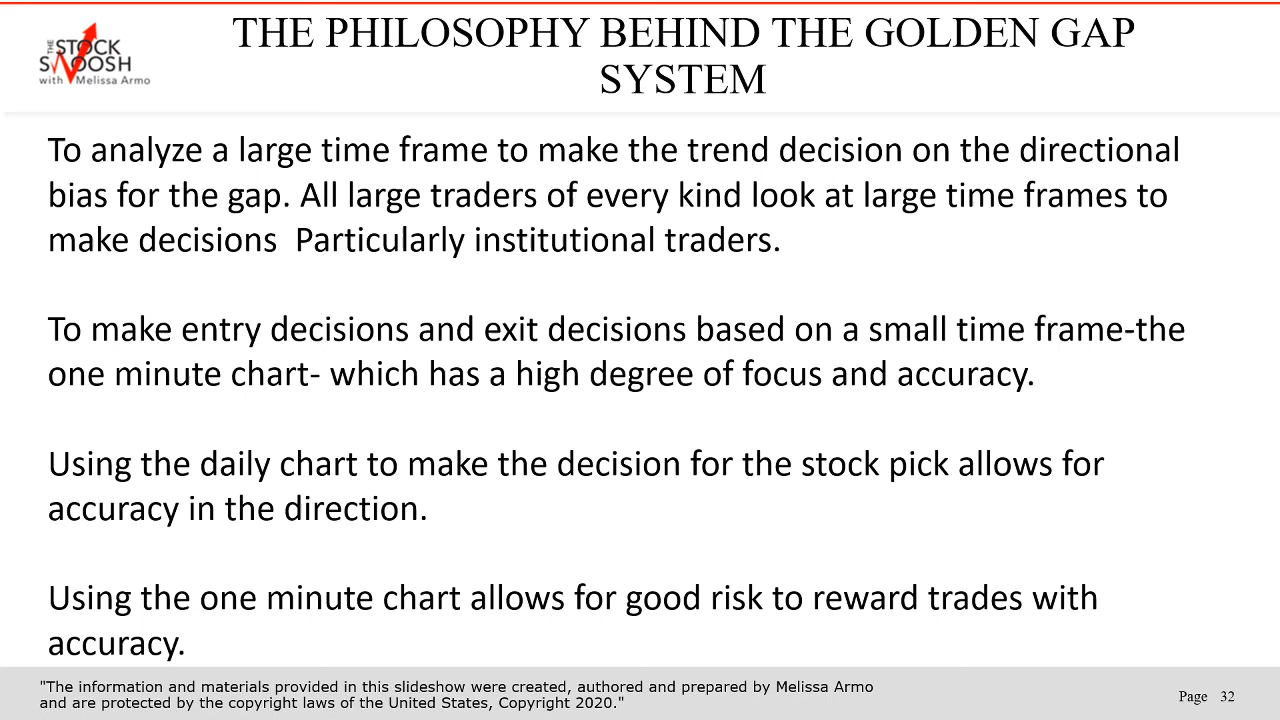 THE STOCK
SWOOSH
with Melissa Armo
THE PHILOSOPHY BEHIND THE GOLDEN GAP
SYSTEM
To analyze a large time frame to make the trend decision on the directional
bias for the gap. All large traders of every kind look at large time frames to
make decisions  Particularly institutional traders.
To make entry decisions and exit decisions based on a small time frame-the
one minute chart- which has a high degree of focus and accuracy.
Using the daily chart to make the decision for the stock pick allows for
accuracy in the direction.
Using the one minute chart allows for good risk to reward trades with
accuracy.
"The information and materials provided in this slideshow were created, authored and prepared by Melissa Armo
and are protected by the copyright laws of the United States, Copyright 2020."
Page 32